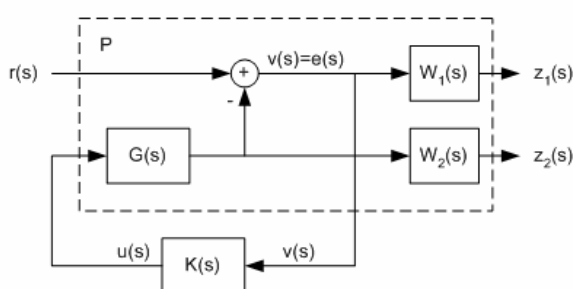 P
r(s)
+
v(s)=e(s)
W₁(s)
z₁(s)
-
G(s)
W₂(s)
z₂(s)
u(s)
K(s)
v(s)